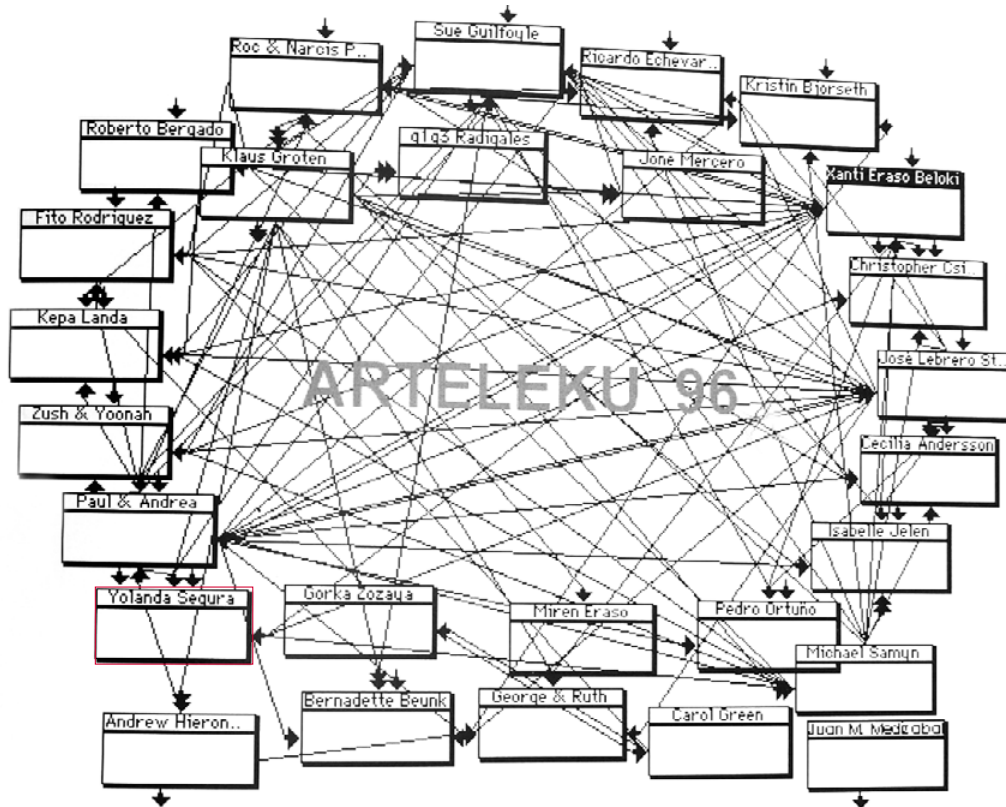 Sue Guilfoyle
Roc & Narcis P...
Ricardo Echevar..
Kristin Bjorseth
Roberto Bergado
Klaus Groten
q1q3 Radiqales
Jone Mercero
Xanti Eraso Beloki
Fito Rodriguez
Christopher Csi...
Kepa Landa
José Lebrero St...
ARTELEKU 96
Zush & Yoonah
Cecilia Andersson
Paul & Andrea
Isabelle Jelen
Yolanda Segura
Gorka Zozaya
Miren Eraso
Pedro Ortuño
Michael Samyn
Bernadette Beunk
George & Ruth
Andrew Hieron...
Carol Green
Juan M.